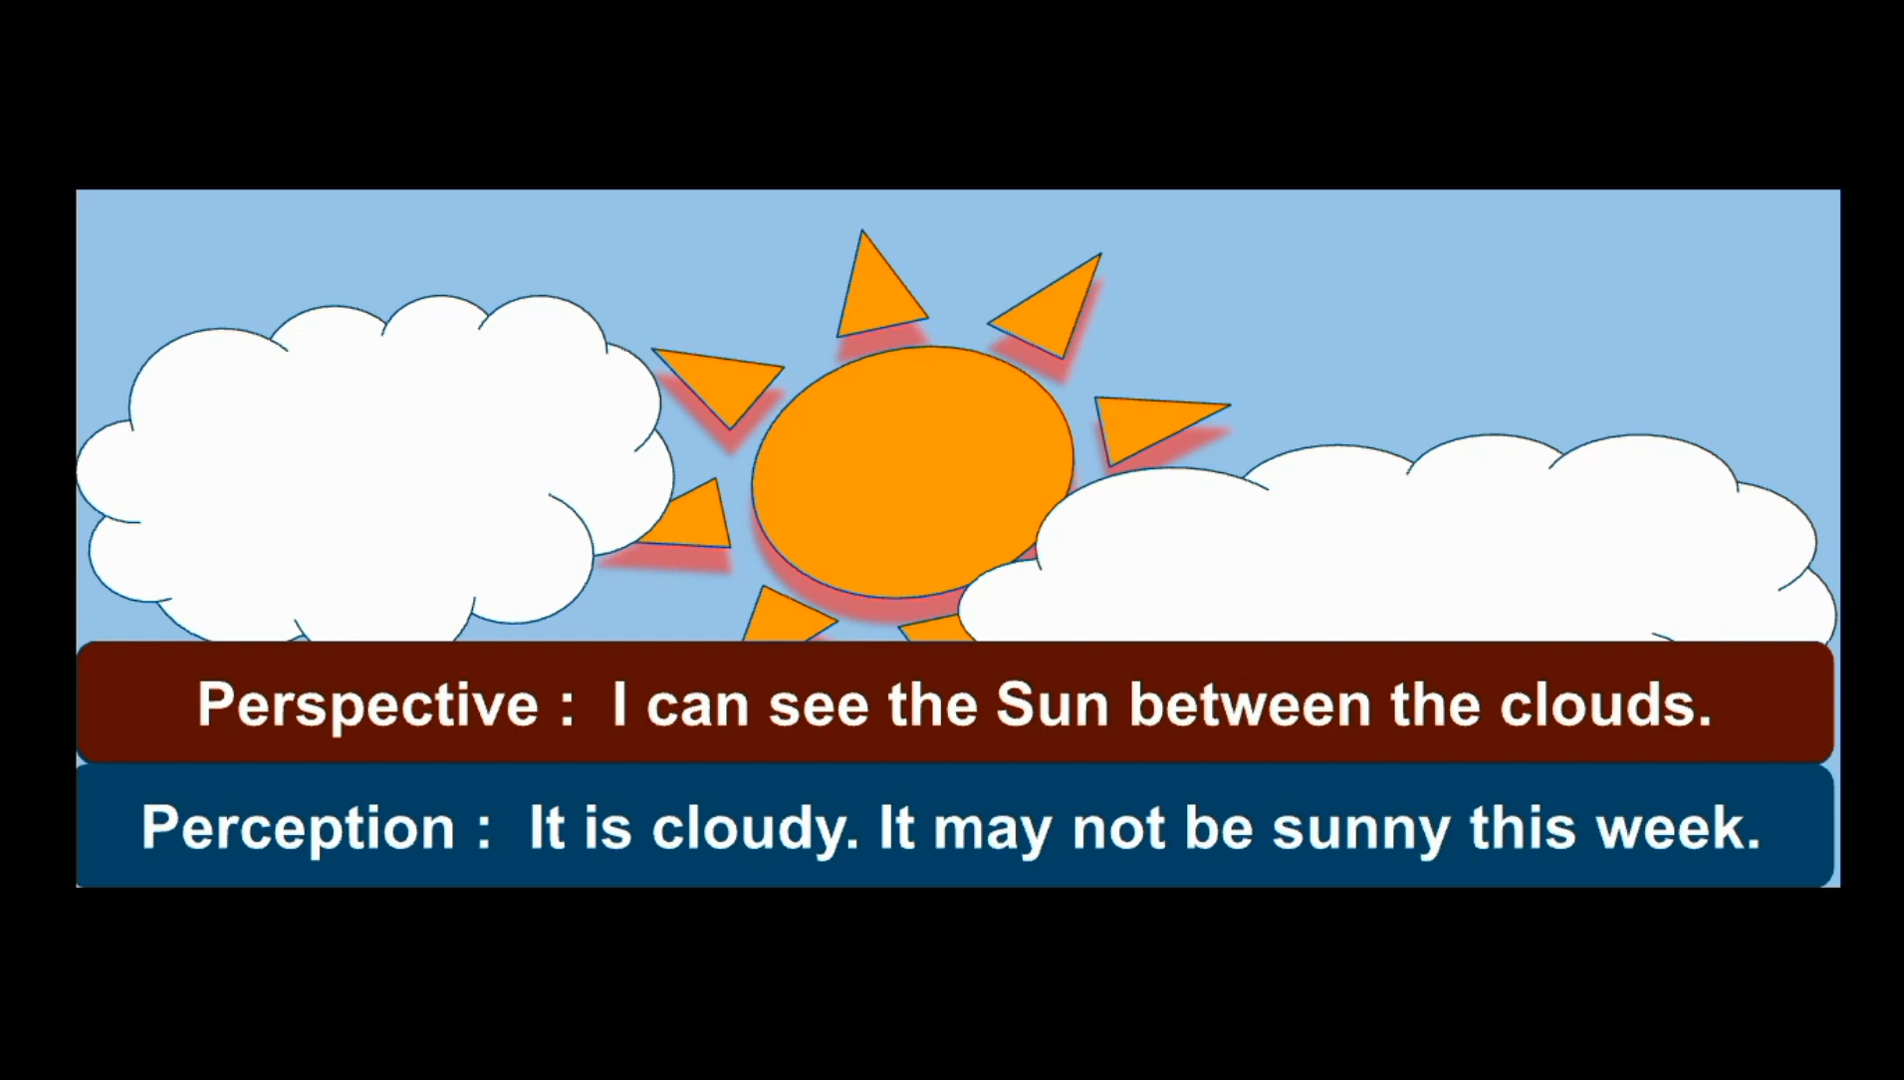 Perspective :  I can see the Sun between the clouds.
Perception :  It is cloudy. It may not be sunny this week.